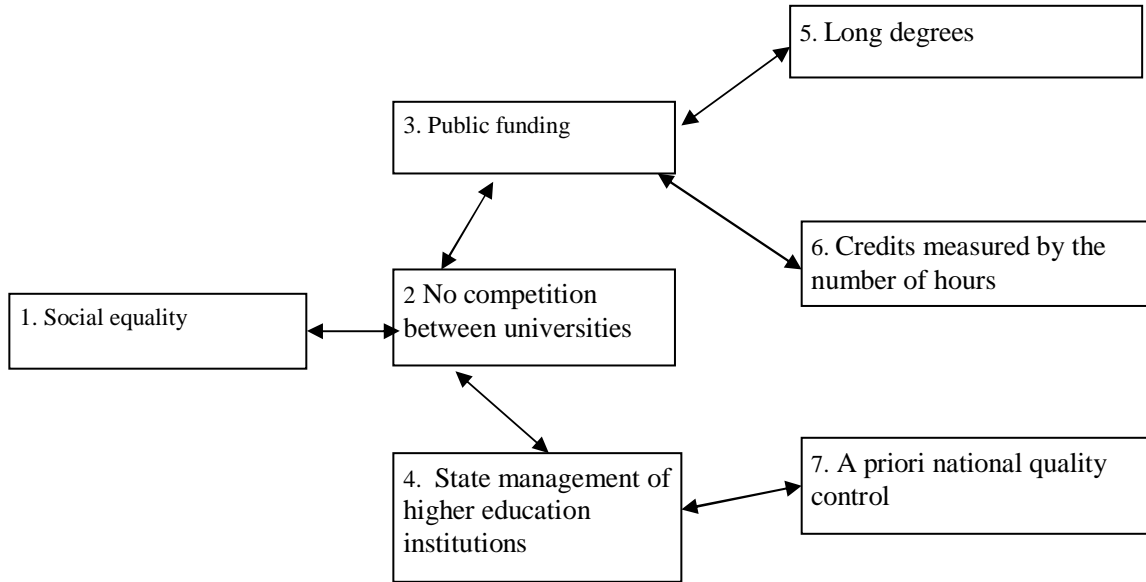 5. Long degrees
3. Public funding
6. Credits measured by the
number of hours
2 No competition
between universities
1. Social equality
4. State management of
higher education
institutions
7. A priori national quality
control